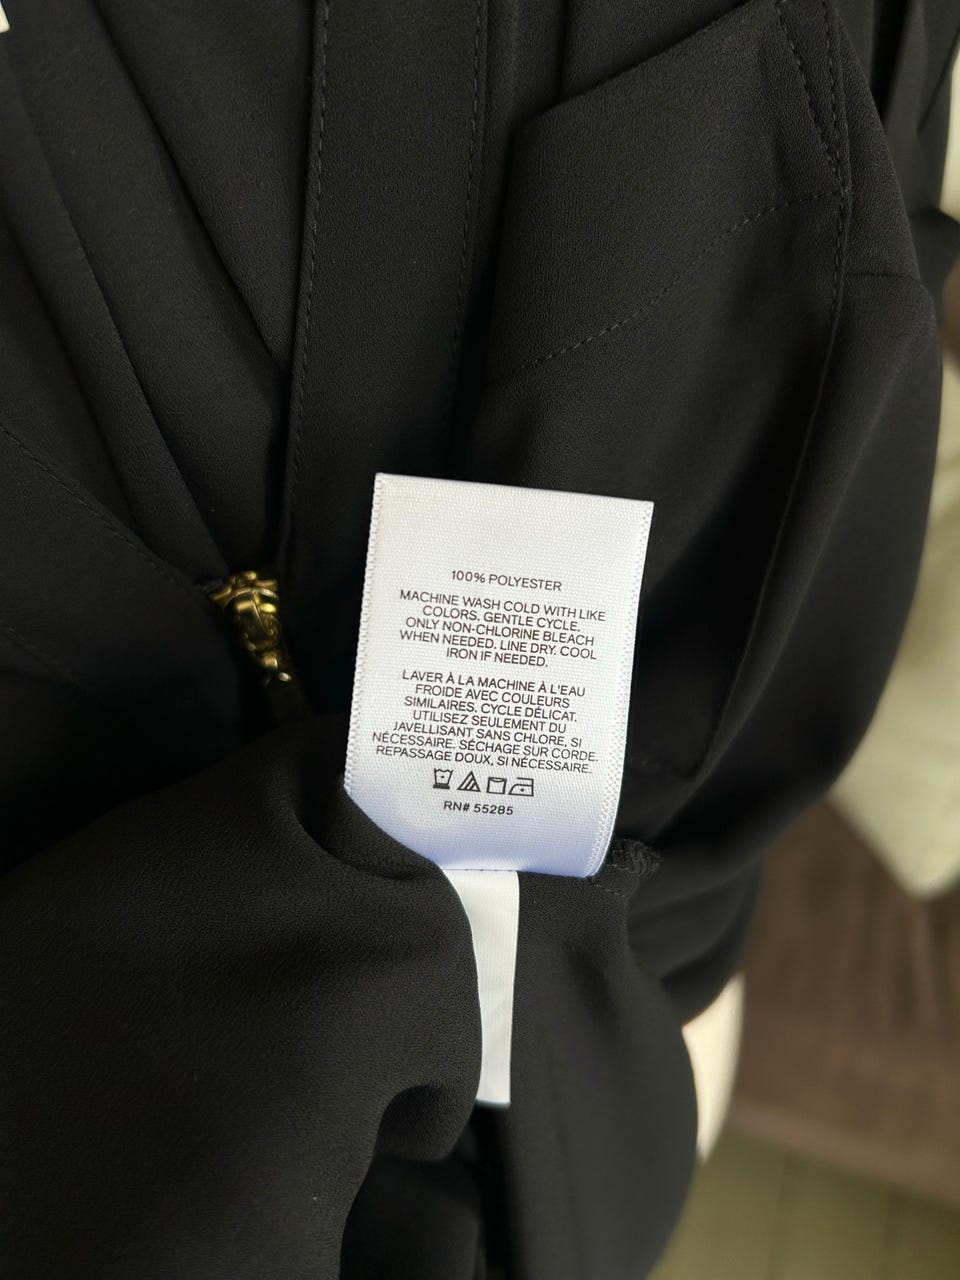 100% POLYESTER
MACHINE WASH COLD WITH LIKE
COLORS. GENTLE CYCLE.
ONLY NON-CHLORINE BLEACH
WHEN NEEDED. LINE DRY. COOL
IRON IF NEEDED.
LAVER À LA MACHINE À L'EAU
FROIDE AVEC COULEURS
SIMILAIRES. CYCLE DÉLICAT.
UTILISEZ SEULEMENT DU
JAVELLISANT SANS CHLORE, SI
NÉCESSAIRE. SÉCHAGE SUR CORDE.
REPASSAGE DOUX, SI NÉCESSAIRE.
RN# 55285